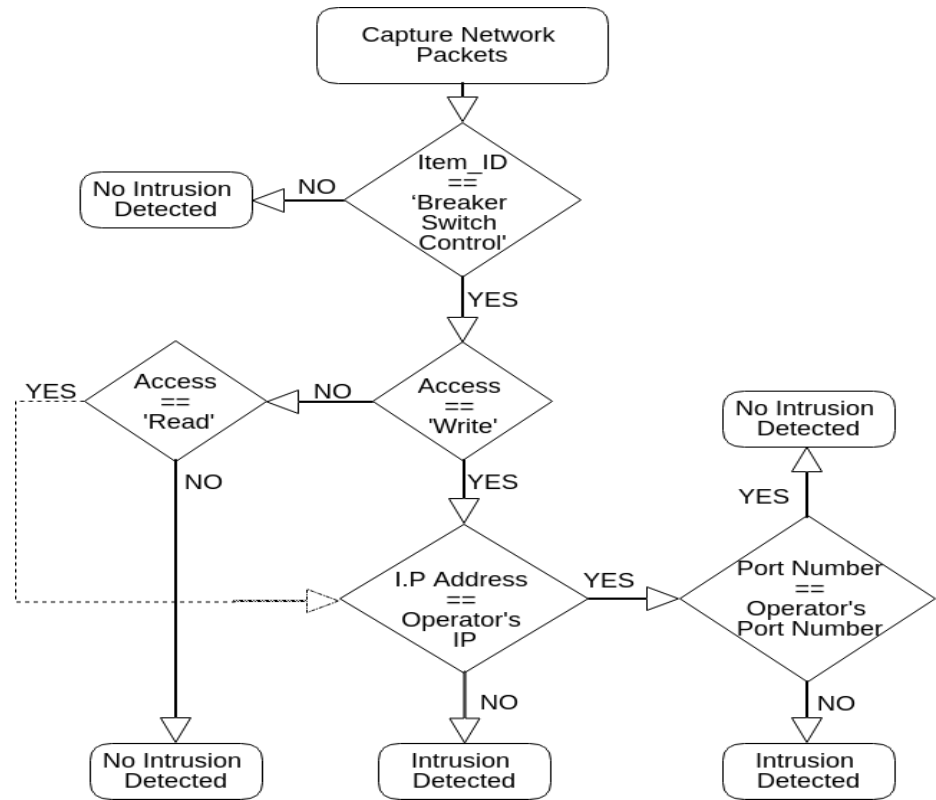 Capture Network
Packets
Item_ID
==
‘Breaker
Switch
Control'
NO
No Intrusion
Detected
YES
Access
==
'Write'
NO
Access
==
'Read'
YES
NO
YES
I.P Address
==
Operator's
IP
YES
Port Number
==
Operator's
Port Number
YES
No Intrusion
Detected
NO
NO
No Intrusion
Detected
Intrusion
Detected
Intrusion
Detected